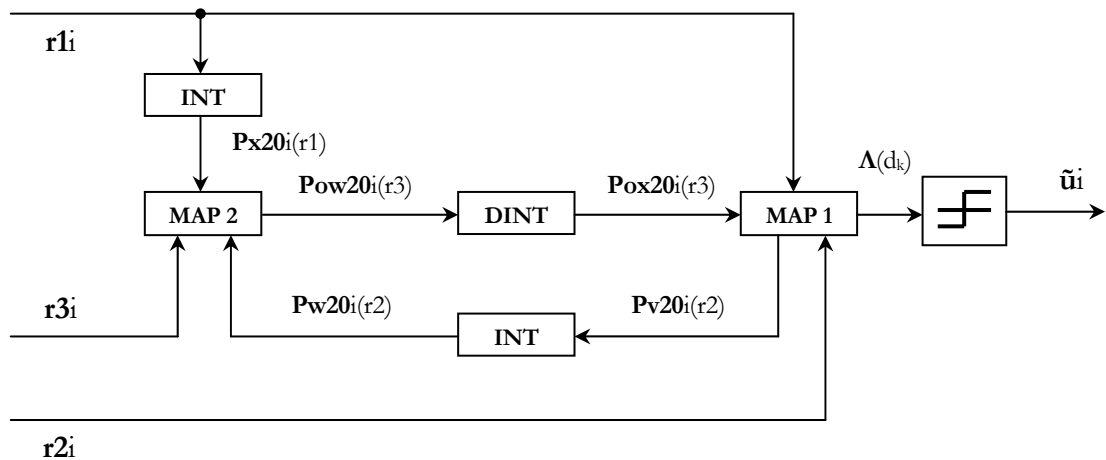 r1i
INT
Px20i(r1)
Λ(dk)
Pow20i(r3)
Pox20i(r3)
ũi
MAP 2
DINT
MAP 1
r3i
Pw20i(r2)
Pv20i(r2)
INT
r2i